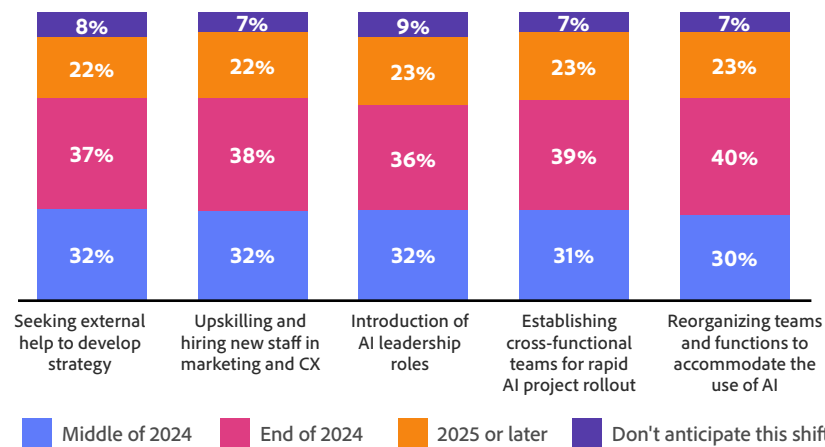 8% 7% 9% 7% 7%
22% 22% 23% 23% 23%
37% 38% 36% 39% 40%
32% 32% 32% 31% 30%
Seeking external
help to develop
strategy
Upskilling and
hiring new staff in
marketing and CX
Introduction of
AI leadership
roles
Establishing
cross-functional
teams for rapid
AI project rollout
Reorganizing teams
and functions to
accommodate the
use of AI
Middle of 2024 End of 2024 2025 or later Don't anticipate this shif